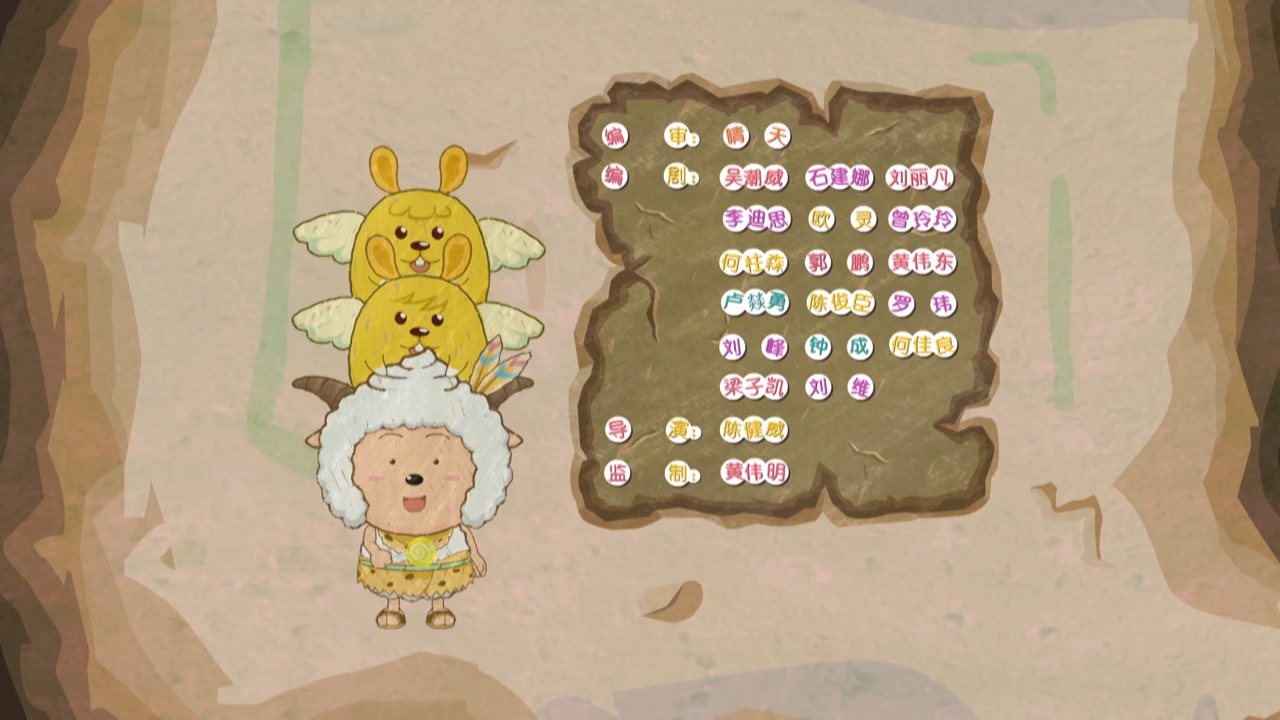 编 审: 晴 天
编 剧: 吴潮威 石建娜 刘丽凡
李迪思 欧 灵 曾玲玲
何柱森 郭 鹏 黄伟东
卢燚勇 陈俊臣 罗 玮
刘 峰 钟 成 何佳良
梁子凯 刘 维
导 演: 陈健威
监 制: 黄伟明